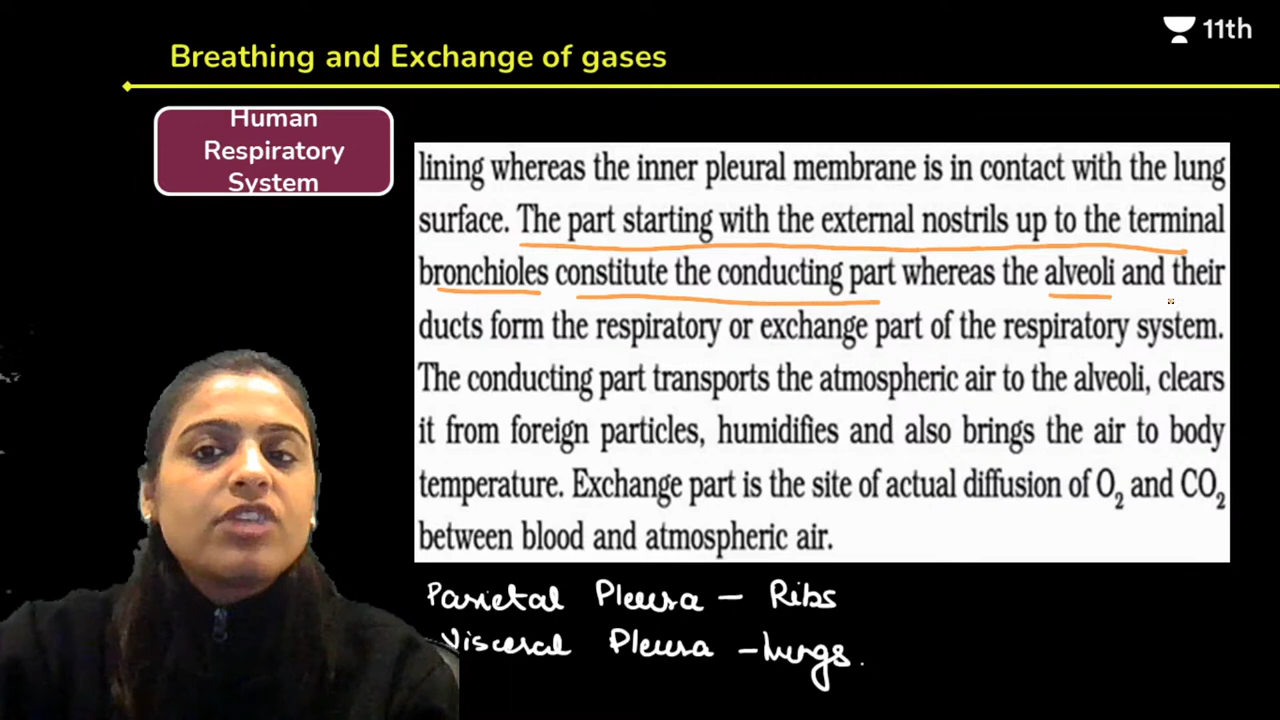 11th
Breathing and Exchange of gases
Human
Respiratory
System
lining whereas the inner pleural membrane is in contact with the lung
surface. The part starting with the external nostrils up to the terminal
bronchioles constitute the conducting part whereas the alveoli and their
ducts form the respiratory or exchange part of the respiratory system.
The conducting part transports the atmospheric air to the alveoli, clears
it from foreign particles, humidifies and also brings the air to body
temperature. Exchange part is the site of actual diffusion of O₂ and CO₂
between blood and atmospheric air.
Parietal Pleura – Ribs
Visceral Pleura – Lungs.